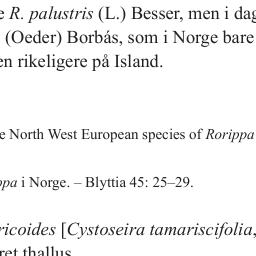 e R. palustris (L.) Besser, men i dag
(Oeder) Borbás, som i Norge bare
en rikeligere på Island.
e North West European species of Rorippa
ppa i Norge. – Blyttia 45: 25–29.
ricoides [Cystoseira tamariscifolia,
ret thallus